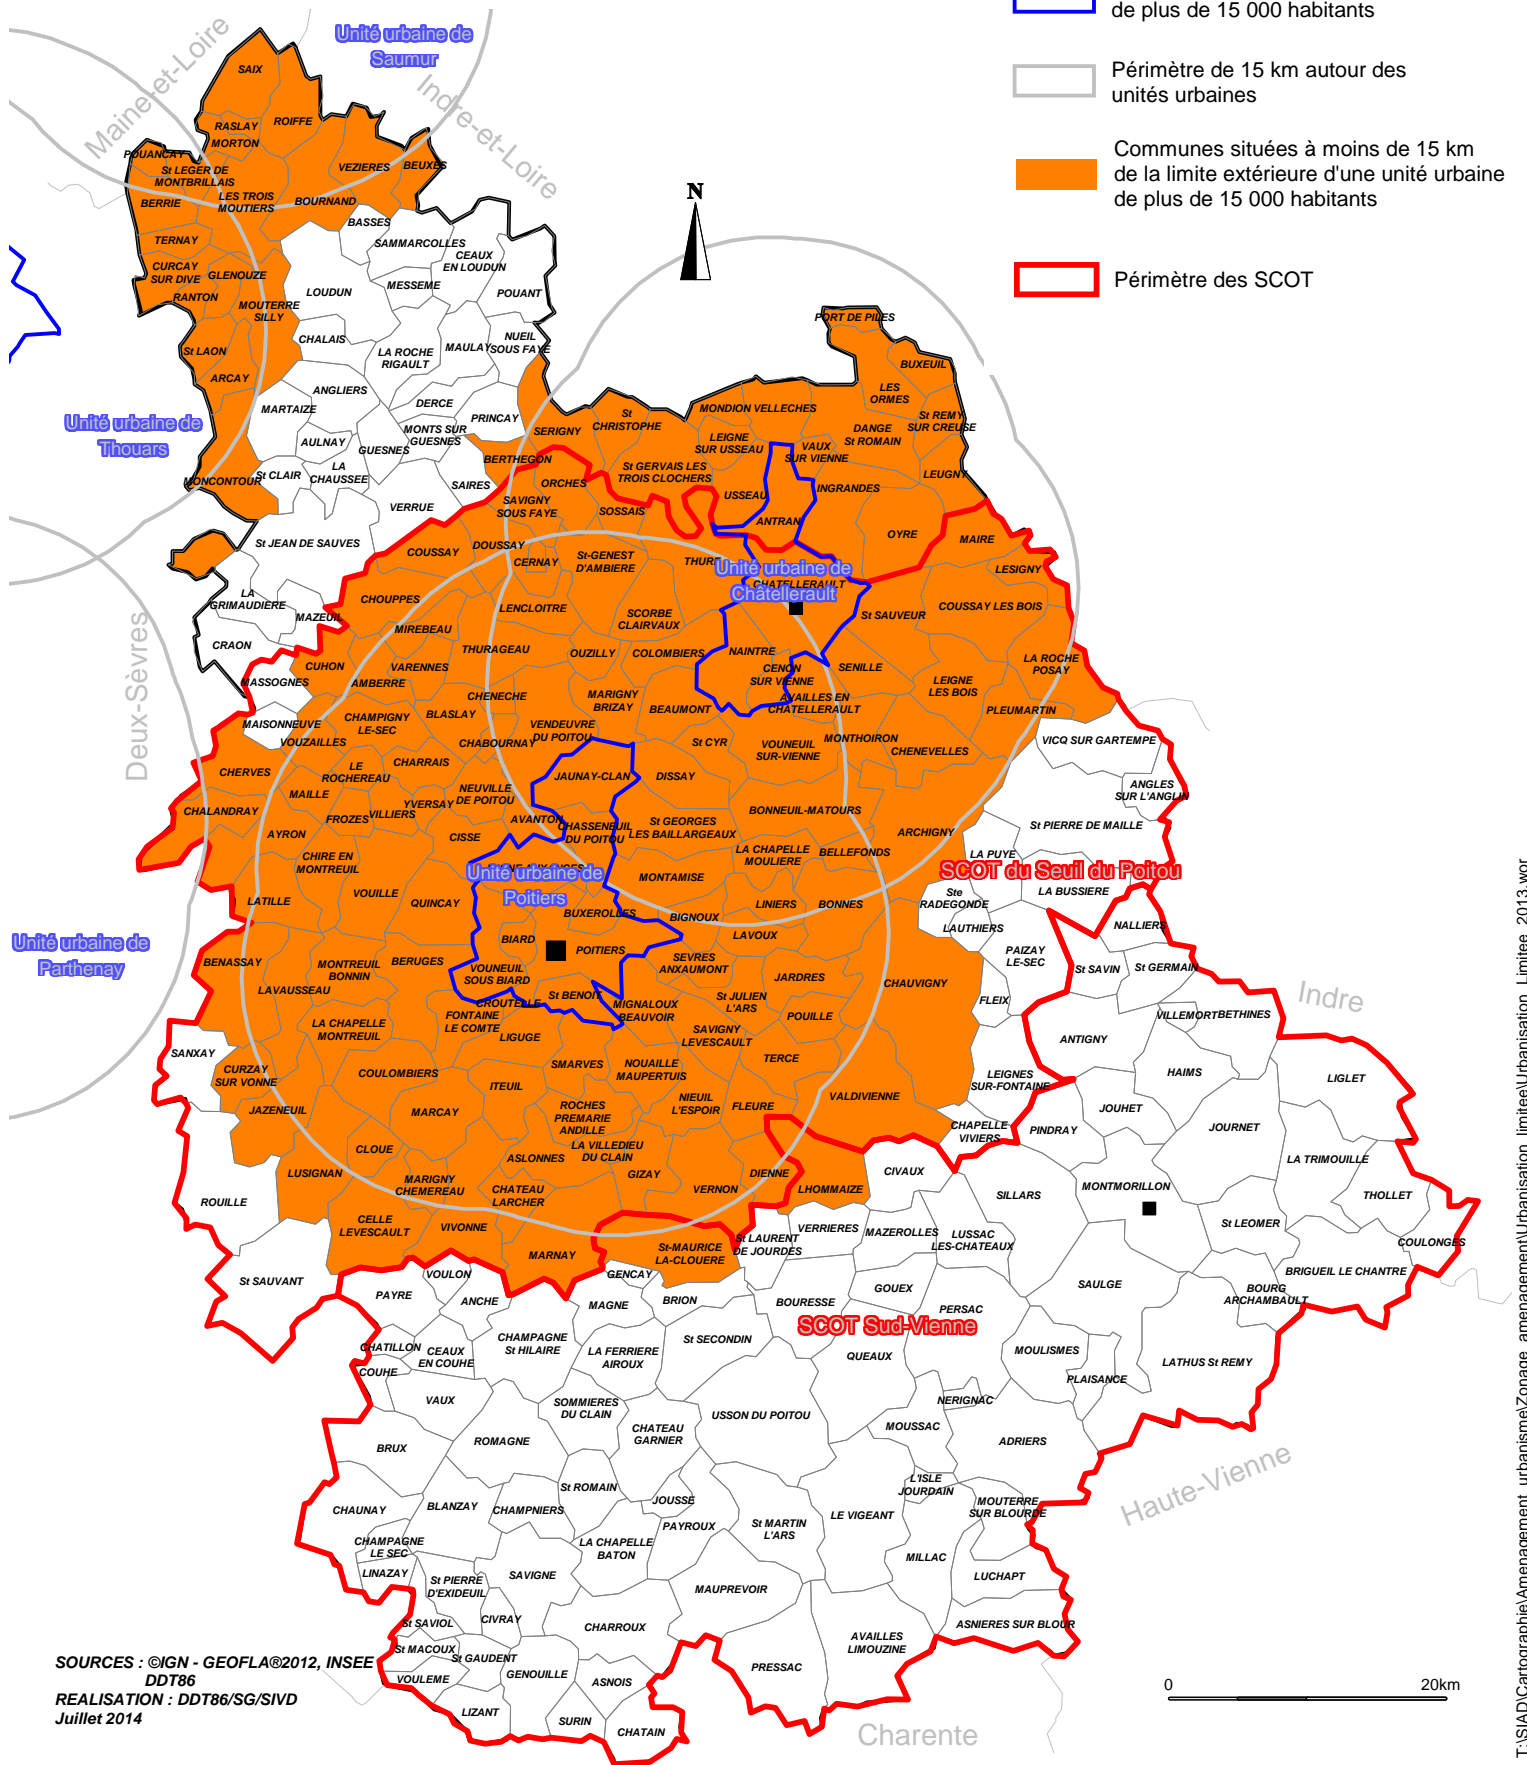 de plus de 15 000 habitants
Périmètre de 15 km autour des
unités urbaines
Communes situées à moins de 15 km
de la limite extérieure d'une unité urbaine
de plus de 15 000 habitants
Périmètre des SCOT
Unité urbaine de
Saumur
Maine-et-Loire
Indre-et-Loire
N
SAIX
RASLAY
ROIFFE
MORTON
POUANCAY
St LEGER DE
MONTBRILLAIS
VEZIERES
BEUXES
BERRIE
LES TROIS
MOUTIERS
BOURNAND
BASSES
TERNAY
SAMMARCOLLES
CEAUX
EN LOUDUN
CURCAY
SUR DIVE
GLENOUZE
RANTON
MOUTERRE
SILLY
LOUDUN
MESSEME
POUANT
CHALAIS
St LAON
LA ROCHE
RIGAULT
MAULAY
NUEIL
SOUS FAYE
ARCAY
ANGLIERS
MARTAIZE
DERCE
PRINCAY
Unité urbaine de
Thouars
AULNAY
GUESNES
MONTS SUR
GUESNES
SERIGNY
BERTHEGON
MONCONTOUR
St CLAIR
LA
CHAUSSEE
SAIRES
VERRUE
St JEAN DE SAUVES
LA
GRIMAUDIERE
MAZEUIL
CRAON
PORT DE PILES
BUXEUIL
LES
ORMES
St
CHRISTOPHE
MONDION
VELLECHES
St REMY
SUR CREUSE
DANGE
St ROMAIN
LEIGNE
SUR USSEAU
VAUX
SUR VIENNE
St GERVAIS LES
TROIS CLOCHERS
LEUGNY
INGRANDES
USSEAU
ANTRAN
ORCHES
SAVIGNY
SOUS FAYE
SOSSAIS
OYRE
MAIRE
LESIGNY
COUSSAY
DOUSSAY
CERNAY
St-GENEST
D'AMBIERE
THURE
Unité urbaine de
Châtellerault
CHATELLERAULT
CHOUPPES
LENCLOITRE
SCORBE
CLAIRVAUX
St SAUVEUR
COUSSAY LES BOIS
MIREBEAU
THURAGEAU
OUZILLY
COLOMBIERS
NAINTRE
CENON
SUR VIENNE
SENILLE
LA ROCHE
POSAY
CUHON
VARENNES
AMBERRE
MASSOGNES
CHENECHE
MARIGNY
BRIZAY
BEAUMONT
AVAILLES EN
CHATELLERAULT
LEIGNE
LES BOIS
PLEUMARTIN
MAISONNEUVE
VOUZAILLES
CHAMPIGNY
LE-SEC
BLASLAY
VENDEUVRE
DU POITOU
CHABOURNAY
St CYR
VOUNEUIL
SUR-VIENNE
MONTHOIRON
CHENEVELLES
VICQ SUR GARTEMPE
Deux-Sèvres
CHERVES
LE
ROCHEREAU
CHARRAIS
JAUNAY-CLAN
DISSAY
ANGLES
SUR L'ANGLIN
MAILLE
NEUVILLE
DE POITOU
YVERSAY
VILLIERS
FROZES
CHALANDRAY
AYRON
CISSE
AVANTON
CHASSENEUIL
DU POITOU
St GEORGES
LES BAILLARGEAUX
BONNEUIL-MATOURS
ARCHIGNY
St PIERRE DE MAILLE
LA PUYE
CHIRE EN
MONTREUIL
LA CHAPELLE
MOULIERE
BELLEFONDS
SCOT du Seuil du Poitou
LA BUSSIERE
Unité urbaine de
Poitiers
MONTAMISE
VOUILLE
LATILLE
QUINCAY
BUXEROLLES
BIGNOUX
LINIERS
BONNES
Ste
RADEGONDE
LAUTHIERS
NALLIERS
Unité urbaine de
Parthenay
BIARD
POITIERS
LAVOUX
PAIZAY
LE-SEC
St SAVIN
St GERMAIN
BENASSAY
LAVAUSSEAU
MONTREUIL
BONNIN
BERUGES
VOUNEUIL
SOUS BIARD
SEVRES
ANXAUMONT
JARDRES
CHAUVIGNY
FLEIX
CROUTELLE
St BENOIT
MIGNALOUX
BEAUVOIR
St JULIEN
L'ARS
POUILLE
Indre
LA CHAPELLE
MONTREUIL
FONTAINE
LE COMTE
LIGUGE
SAVIGNY
LEVESCAULT
VILLEMORT
BETHINES
ANTIGNY
SANXAY
CURZAY
SUR VONNE
COULOMBIERS
ITEUIL
SMARVES
NOUAILLE
MAUPERTUIS
TERCE
LEIGNES
SUR-FONTAINE
HAIMS
LIGLET
JAZENEUIL
MARCAY
ROCHES
PREMARIE
ANDILLE
NIEUIL
L'ESPOIR
FLEURE
VALDIVIENNE
CHAPELLE
VIVIERS
PINDRAY
JOUHET
JOURNET
CLOUE
LA VILLEDIEU
DU CLAIN
ASLONNES
LUSIGNAN
MARIGNY
CHEMEREAU
GIZAY
DIENNE
CIVAUX
LA TRIMOUILLE
CHATEAU
LARCHER
VERNON
LHOMMAIZE
SILLARS
MONTMORILLON
THOLLET
ROUILLE
CELLE
LEVESCAULT
VIVONNE
St LAURENT
DE JOURDES
VERRIERES
MAZEROLLES
LUSSAC
LES-CHATEAUX
St LEOMER
COULONGES
MARNAY
St-MAURICE
LA-CLOUERE
St SAUVANT
VOULON
GENCAY
BRIGUEIL LE CHANTRE
PAYRE
ANCHE
MAGNE
BRION
BOURESSE
GOUEX
SAULGE
BOURG
ARCHAMBAULT
PERSAC
SCOT Sud-Vienne
CHATILLON
CEAUX
EN COUHE
CHAMPAGNE
St HILAIRE
LA FERRIERE
AIROUX
St SECONDIN
QUEAUX
MOULISMES
LATHUS St REMY
COUHE
PLAISANCE
VAUX
SOMMIERES
DU CLAIN
NERIGNAC
USSON DU POITOU
CHATEAU
GARNIER
MOUSSAC
BRUX
ROMAGNE
ADRIERS
St ROMAIN
L'ISLE
JOURDAIN
Haute-Vienne
CHAUNAY
BLANZAY
CHAMPNIERS
JOUSSE
MOUTERRE
SUR BLOURDE
PAYROUX
St MARTIN
L'ARS
LE VIGEANT
CHAMPAGNE
LE SEC
LA CHAPELLE
BATON
MILLAC
LINAZAY
St PIERRE
D'EXIDEUIL
SAVIGNE
MAUPREVOIR
LUCHAPT
St SAVIOL
CIVRAY
CHARROUX
AVAILLES
LIMOUZINE
ASNIERES SUR BLOUR
St MACOUX
St GAUDENT
VOULEME
GENOUILLE
ASNOIS
PRESSAC
LIZANT
SURIN
CHATAIN
Charente
SOURCES : ©IGN - GEOFLA®2012, INSEE
DDT86
REALISATION : DDT86/SG/SIVD
Juillet 2014
0 20km
T:\SIAD\Cartographie\Amenagement_urbanisme\Zonage_amenagement\Urbanisation_limitee\Urbanisation_Limitee_2013.wor